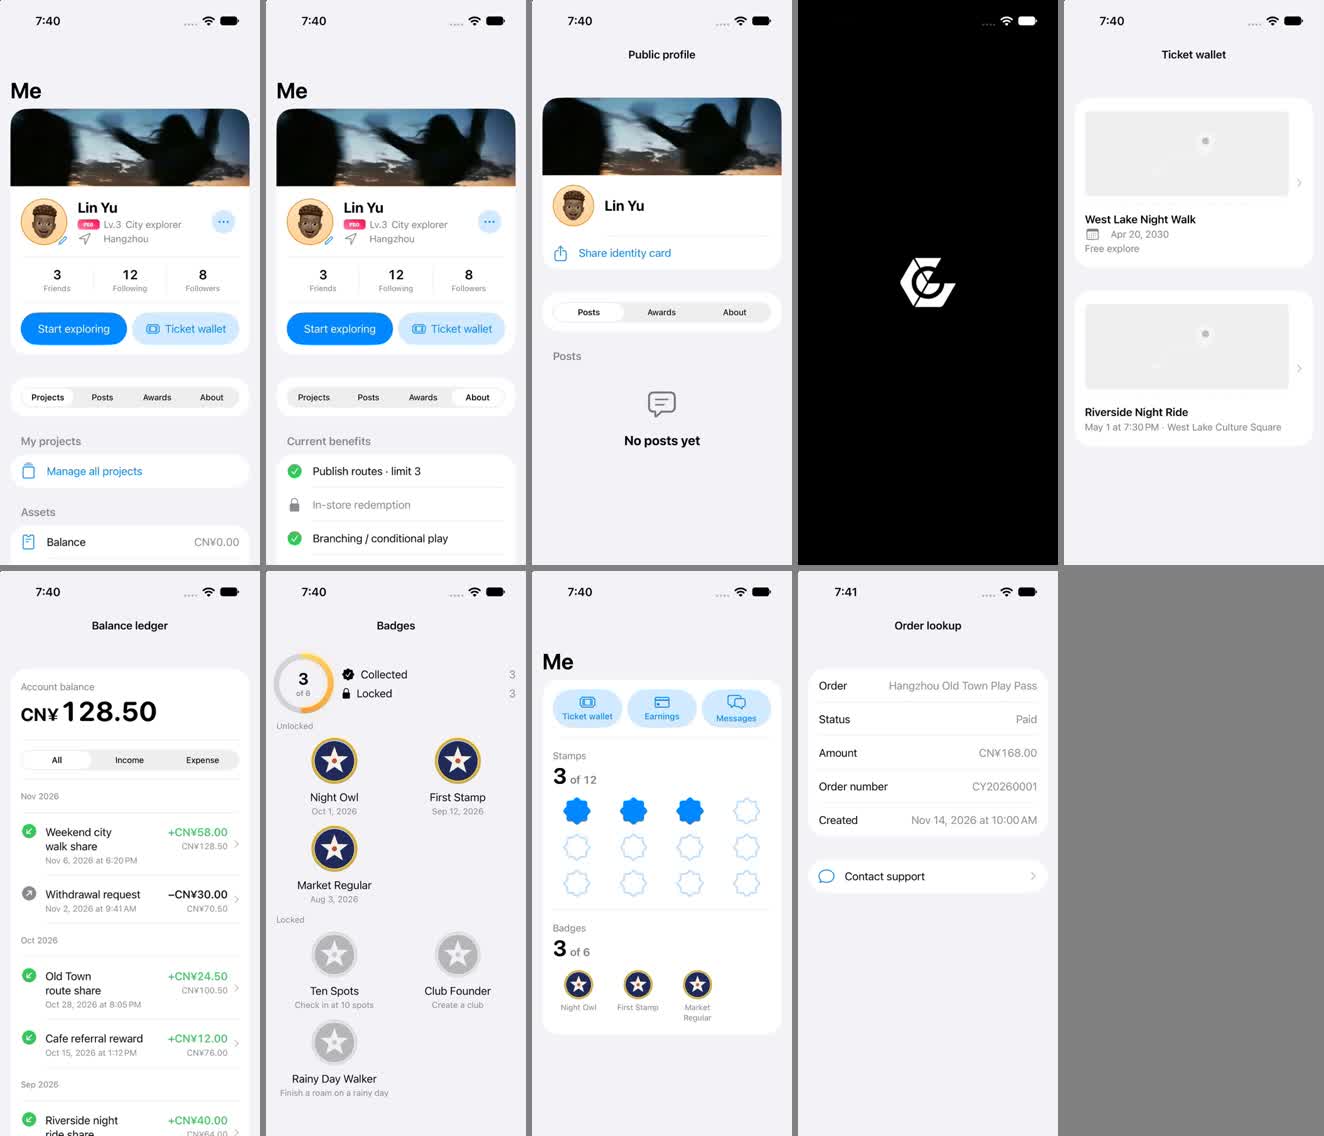 7:40
Me
Lin Yu
PRO Lv.3 City explorer
Hangzhou
3 12 8
Friends Following Followers
Start exploring Ticket wallet
Projects Posts Awards About
My projects
Manage all projects
Assets
Balance CN¥0.00
7:40
Me
Lin Yu
PRO Lv.3 City explorer
Hangzhou
3 12 8
Friends Following Followers
Start exploring Ticket wallet
Projects Posts Awards About
Current benefits
Publish routes · limit 3
In-store redemption
Branching / conditional play
7:40
Public profile
Lin Yu
Share identity card
Posts Awards About
Posts
No posts yet
7:40
Ticket wallet
West Lake Night Walk
Apr 20, 2030
Free explore
Riverside Night Ride
May 1 at 7:30 PM · West Lake Culture Square
7:40
Balance ledger
Account balance
CN¥ 128.50
All Income Expense
Nov 2026
Weekend city +CN¥58.00
walk share CN¥128.50
Nov 6, 2026 at 6:20 PM
Withdrawal request −CN¥30.00
Nov 2, 2026 at 9:41 AM CN¥70.50
Oct 2026
Old Town +CN¥24.50
route share CN¥100.50
Oct 28, 2026 at 8:05 PM
Cafe referral reward +CN¥12.00
Oct 15, 2026 at 1:12 PM CN¥76.00
Sep 2026
Riverside night +CN¥40.00
ride share CN¥64.00
7:40
Badges
3
of 6
Collected 3
Locked 3
Unlocked
Night Owl First Stamp
Oct 1, 2026 Sep 12, 2026
Market Regular
Aug 3, 2026
Locked
Ten Spots Club Founder
Check in at 10 spots Create a club
Rainy Day Walker
Finish a roam on a rainy day
7:40
Me
Ticket wallet Earnings Messages
Stamps
3 of 12
Badges
3 of 6
Night Owl First Stamp Market
Regular
7:41
Order lookup
Order Hangzhou Old Town Play Pass
Status Paid
Amount CN¥168.00
Order number CY20260001
Created Nov 14, 2026 at 10:00 AM
Contact support